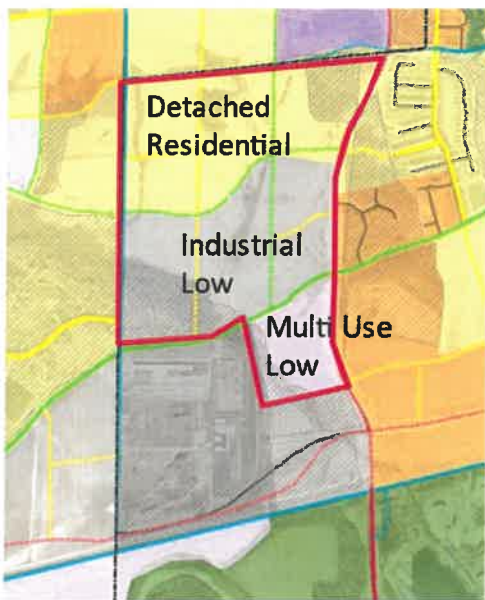 Detached
Residential
Industrial
Low
Multi Use
Low